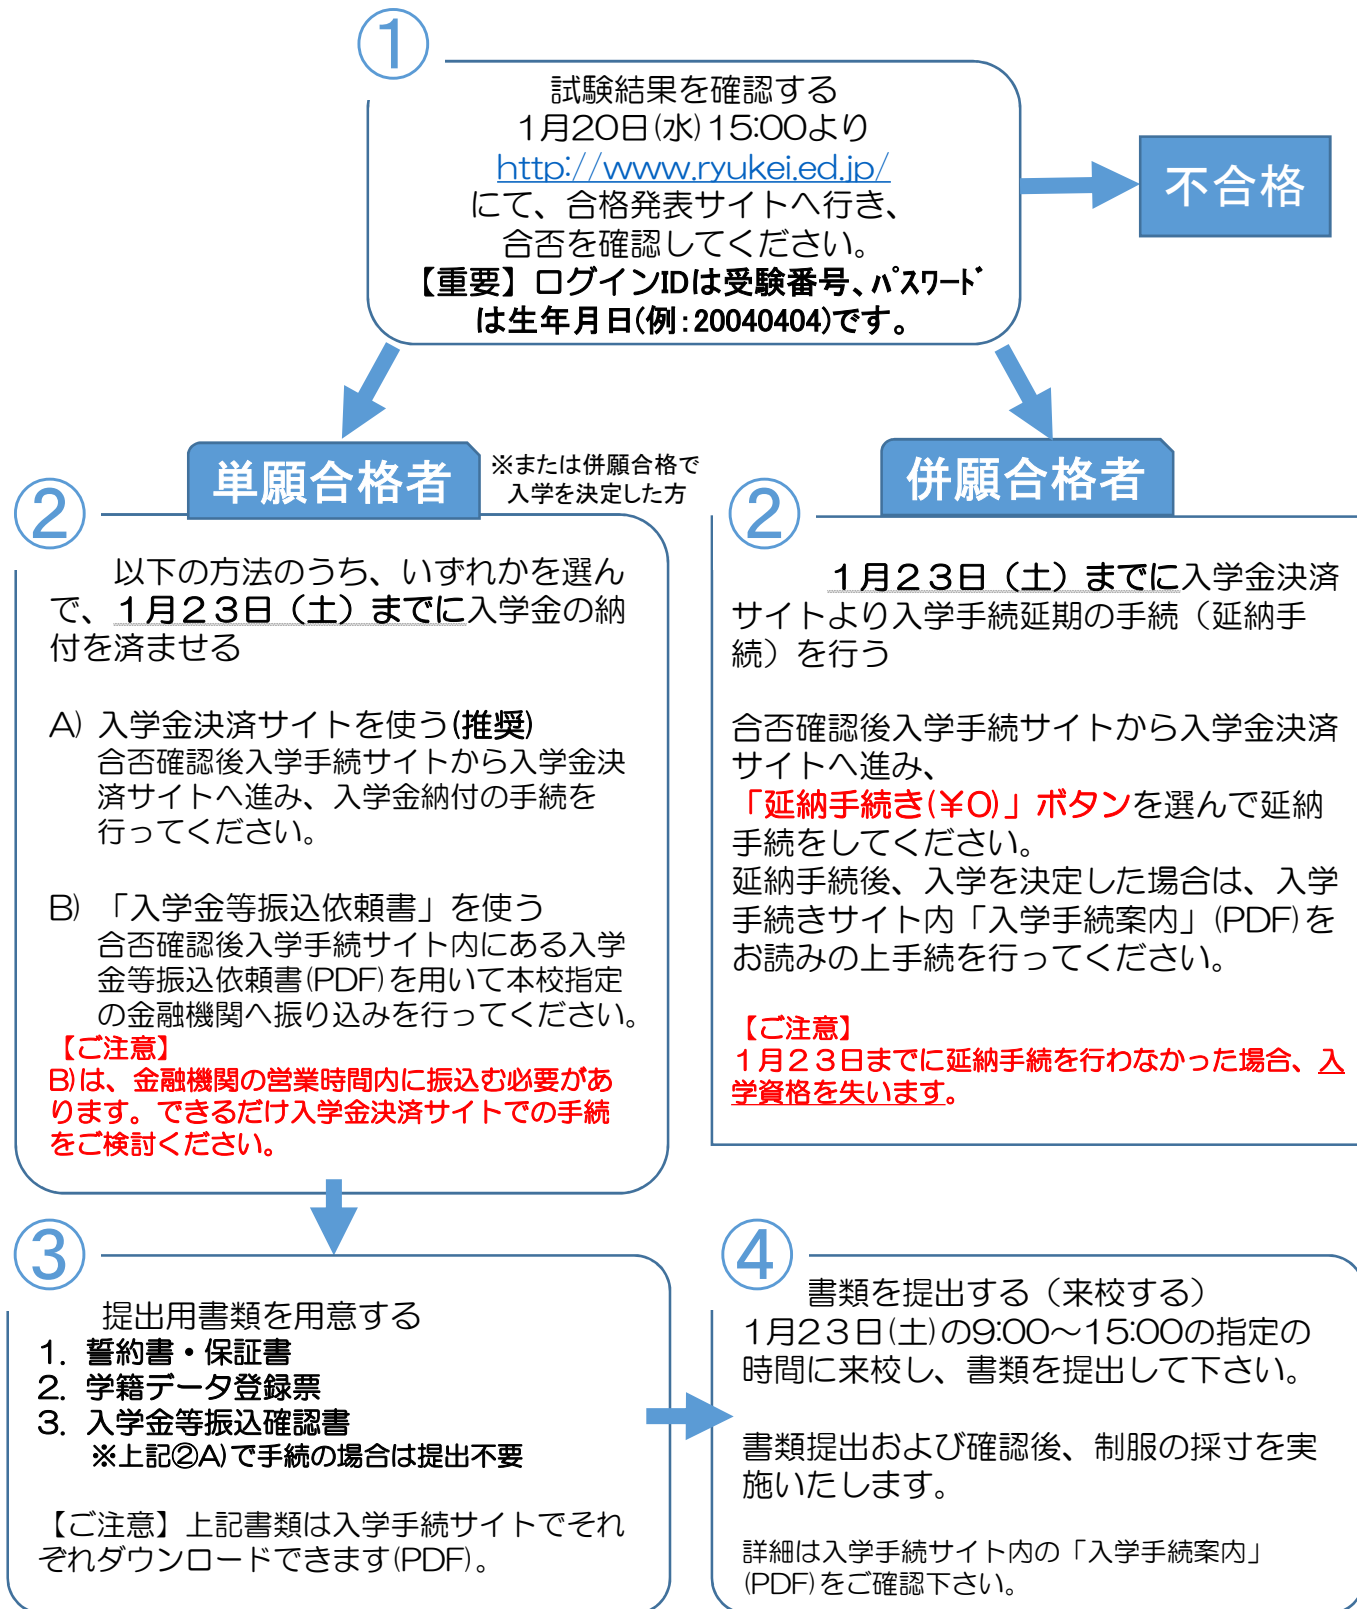 ①
試験結果を確認する
1月20日(水)15:00より
http://www.ryukei.ed.jp/
にて、合格発表サイトへ行き、
合否を確認してください。
【重要】ログインIDは受験番号、ﾊﾟｽﾜｰﾄﾞ
は生年月日(例：20040404)です。
不合格
単願合格者
※または併願合格で
入学を決定した方
②
以下の方法のうち、いずれかを選ん
で、１月２３日（土）までに入学金の納
付を済ませる
A) 入学金決済サイトを使う(推奨)
合否確認後入学手続サイトから入学金決
済サイトへ進み、入学金納付の手続を
行ってください。
B) 「入学金等振込依頼書」を使う
合否確認後入学手続サイト内にある入学
金等振込依頼書(PDF)を用いて本校指定
の金融機関へ振り込みを行ってください。
【ご注意】
B)は、金融機関の営業時間内に振込む必要があ
ります。できるだけ入学金決済サイトでの手続
をご検討ください。
併願合格者
②
１月２３日（土）までに入学金決済
サイトより入学手続延期の手続（延納手
続）を行う
合否確認後入学手続サイトから入学金決済
サイトへ進み、
「延納手続き(¥0)」ボタンを選んで延納
手続をしてください。
延納手続後、入学を決定した場合は、入学
手続きサイト内「入学手続案内」(PDF)を
お読みの上手続を行ってください。
【ご注意】
１月２３日までに延納手続を行わなかった場合、入
学資格を失います。
③
提出用書類を用意する
1. 誓約書・保証書
2. 学籍データ登録票
3. 入学金等振込確認書
※上記②A)で手続の場合は提出不要
【ご注意】上記書類は入学手続サイトでそれ
ぞれダウンロードできます(PDF)。
④
書類を提出する（来校する）
1月２３日(土)の9:00～15:00の指定の
時間に来校し、書類を提出して下さい。
書類提出および確認後、制服の採寸を実
施いたします。
詳細は入学手続サイト内の「入学手続案内」
(PDF)をご確認下さい。